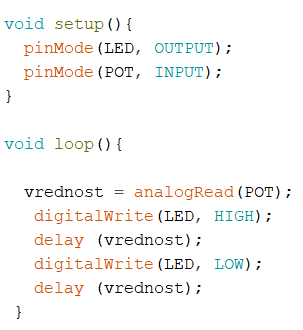 void setup(){
  pinMode(LED, OUTPUT);
  pinMode(POT, INPUT);
}

void loop(){

  vrednost = analogRead(POT);
   digitalWrite(LED, HIGH);
   delay (vrednost);
   digitalWrite(LED, LOW);
   delay (vrednost);
 }